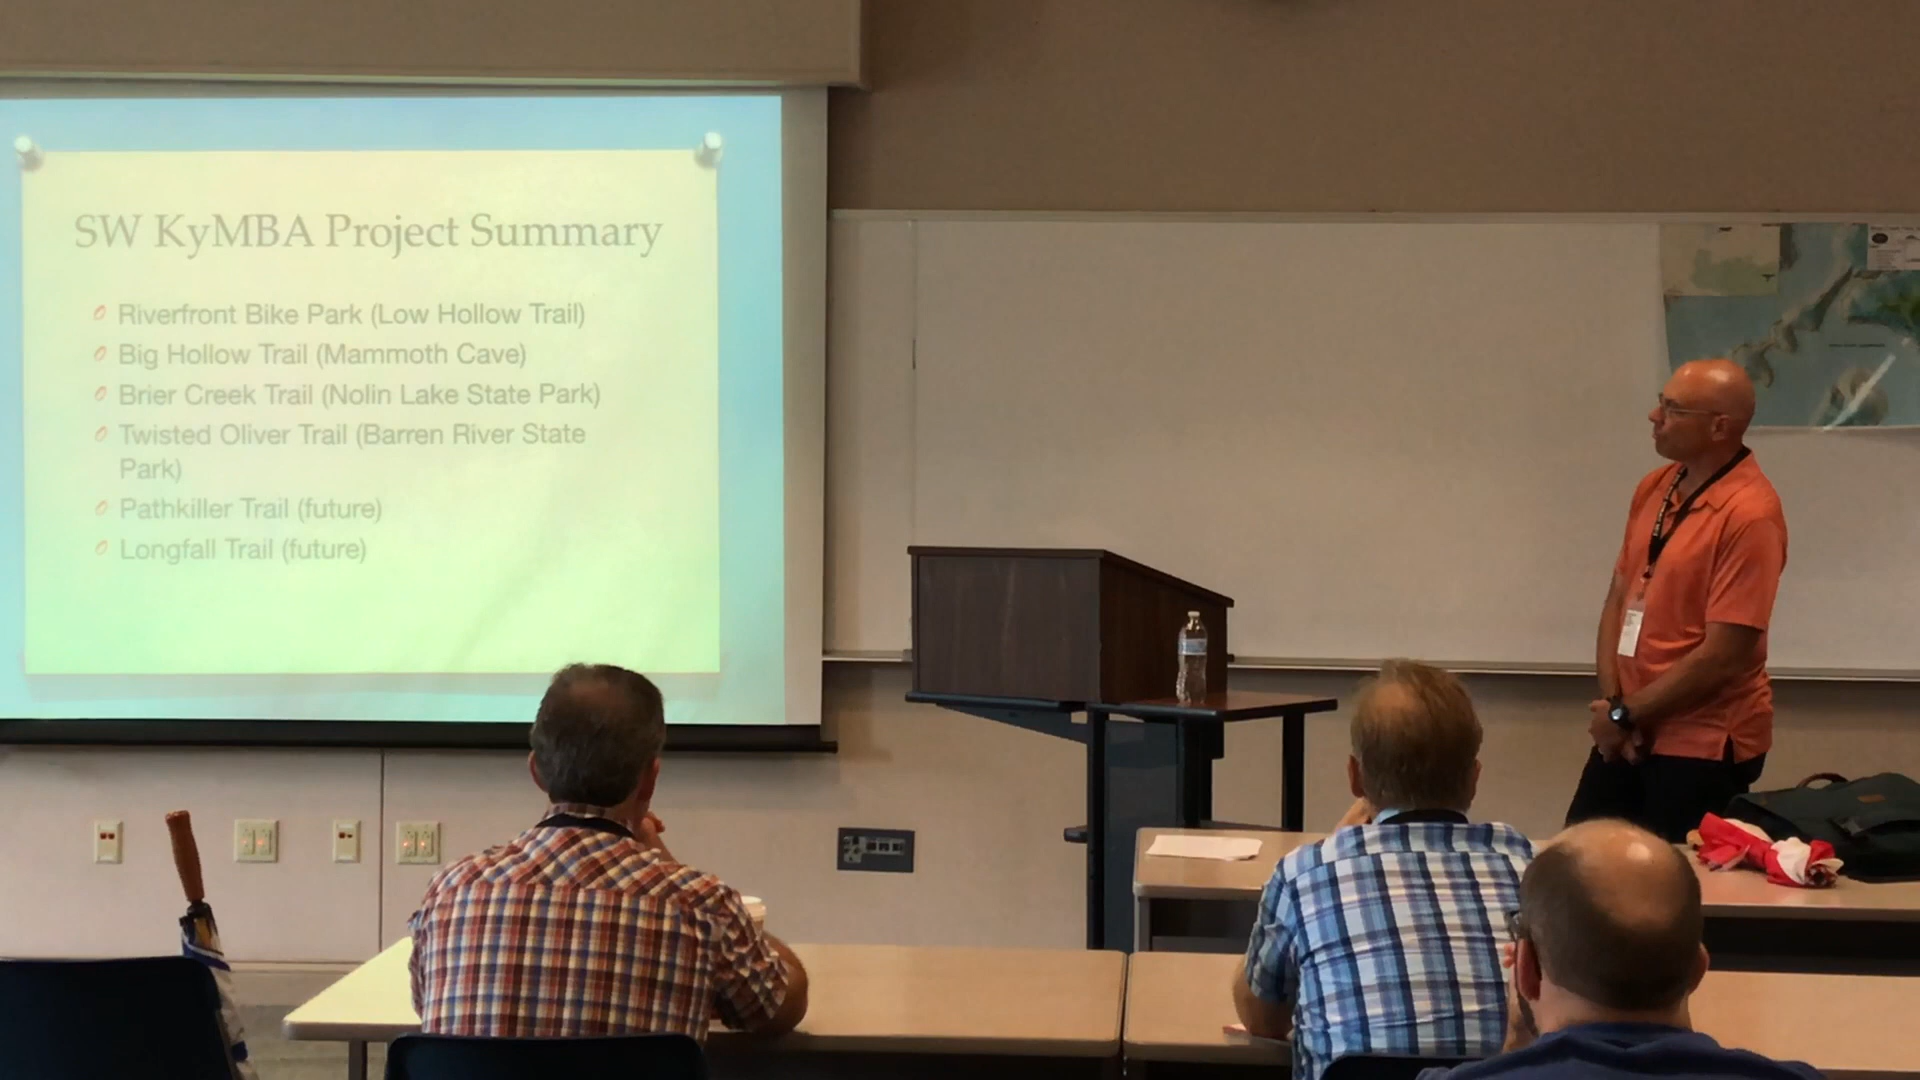 SW KyMBA Project Summary
Riverfront Bike Park (Low Hollow Trail)
Big Hollow Trail (Mammoth Cave)
Brier Creek Trail (Nolin Lake State Park)
Twisted Oliver Trail (Barren River State
Park)
Pathkiller Trail (future)
Longfall Trail (future)